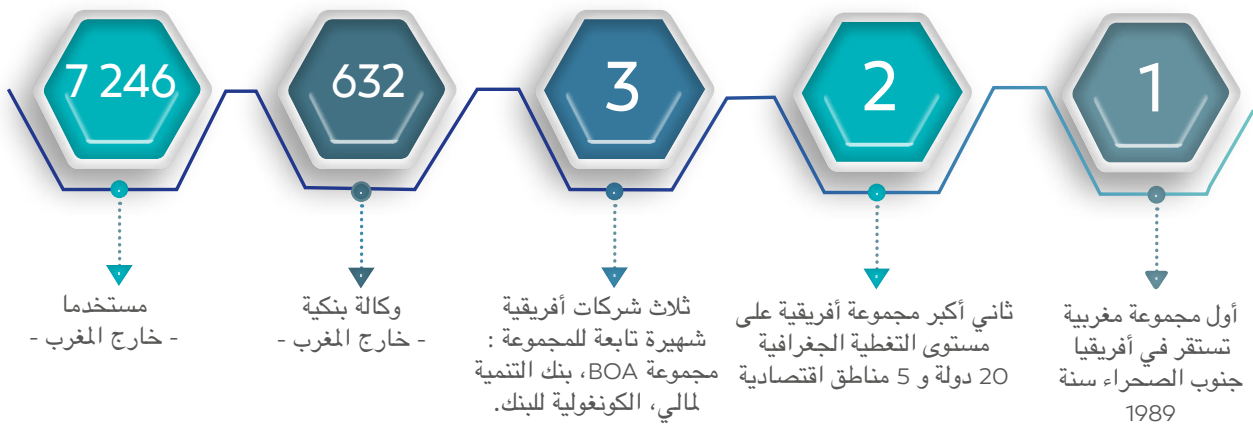 1
أول مجموعة مغربية
تستقر في أفريقيا
جنوب الصحراء سنة
1989
2
ثاني أكبر مجموعة أفريقية على
مستوى التغطية الجغرافية
20 دولة و 5 مناطق اقتصادية
3
ثلاث شركات أفريقية
شهيرة تابعة للمجموعة :
مجموعة BOA، بنك التنمية
لمالي، الكونغولية للبنك.
632
وكالة بنكية
- خارج المغرب -
7 246
مستخدما
- خارج المغرب -